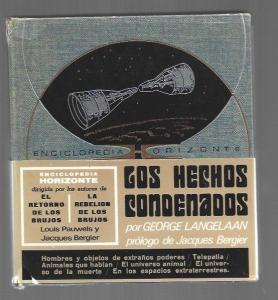 ENCICLOPEDIA HORIZONTE
ENCICLOPEDIA
HORIZONTE
dirigida por los autores de
EL
RETORNO
DE LOS
BRUJOS
LA
REBELION
DE LOS
BRUJOS
Louis Pauwels y
Jacques Bergier
LOS HECHOS
CONDENADOS
por GEORGE LANGELAAN
prólogo de Jacques Bergier
Hombres y objetos de extraños poderes / Telepatía /
Animales que hablan / El universo animal / El univer-
so de la muerte / En los espacios extraterrestres.